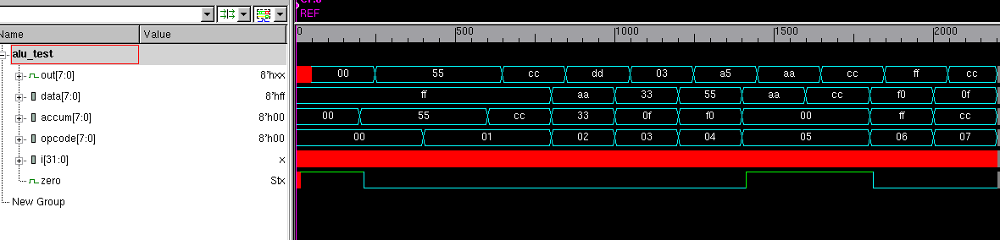 REF
Name Value
0 500 1000 1500 2000
alu_test
out[7:0] 8'hxx 00 55 cc dd 03 a5 aa cc ff cc
data[7:0] 8'hff ff aa 33 55 aa cc f0 0f
accum[7:0] 8'h00 00 55 cc 33 0f f0 00 ff cc
opcode[7:0] 8'h00 00 01 02 03 04 05 06 07
i[31:0] x
zero Stx
New Group